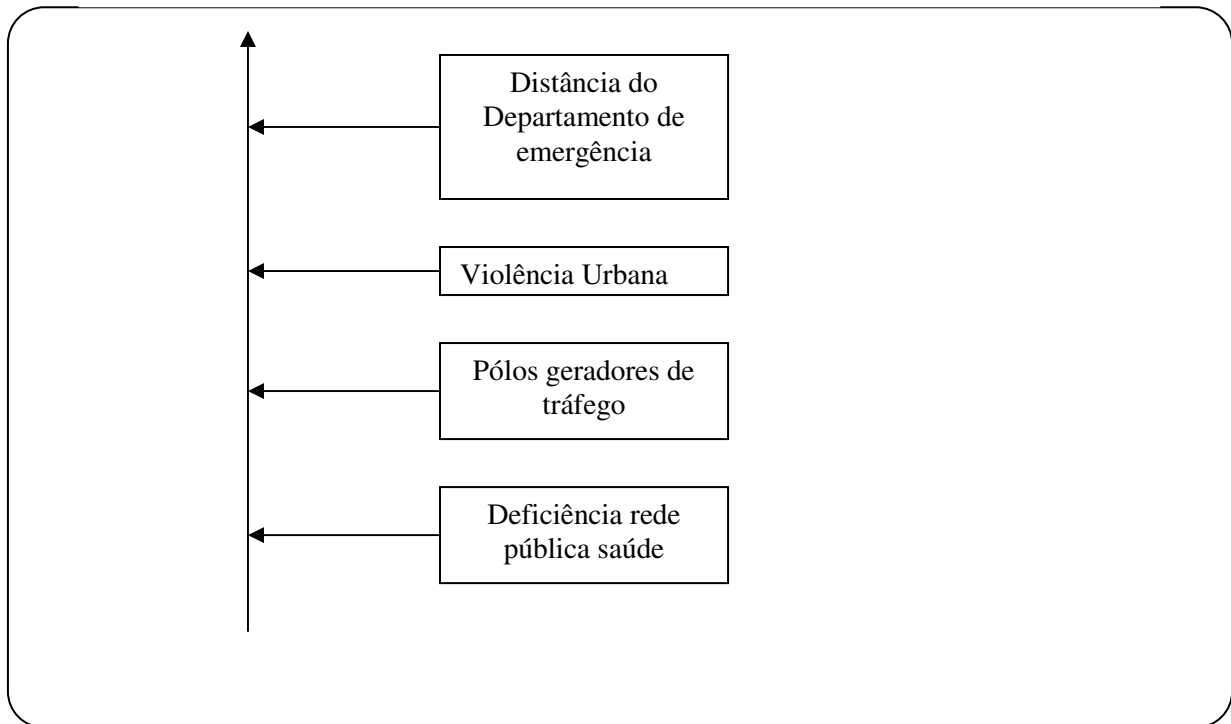 Distância do
Departamento de
emergência
Violência Urbana
Pólos geradores de
tráfego
Deficiência rede
pública saúde